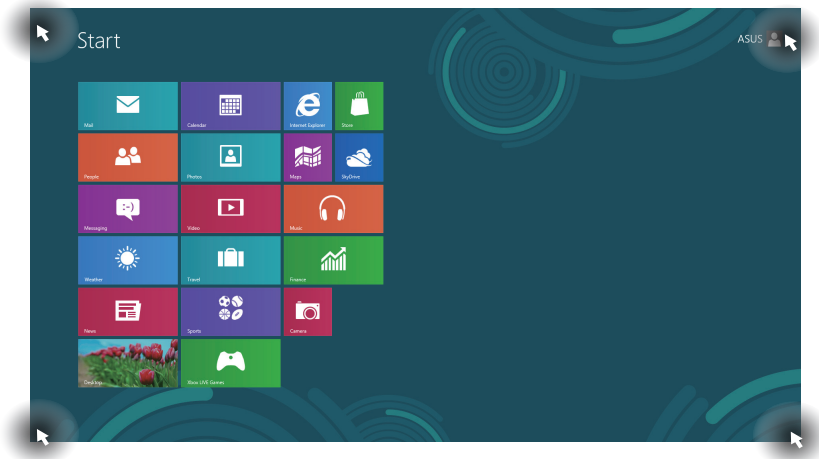 Start
ASUS
Mail
Calendar
Internet Explorer
Store
People
Photos
Maps
SkyDrive
Messaging
:-)
Video
Music
Weather
Travel
Finance
News
Sports
Camera
Desktop
Xbox LIVE Games